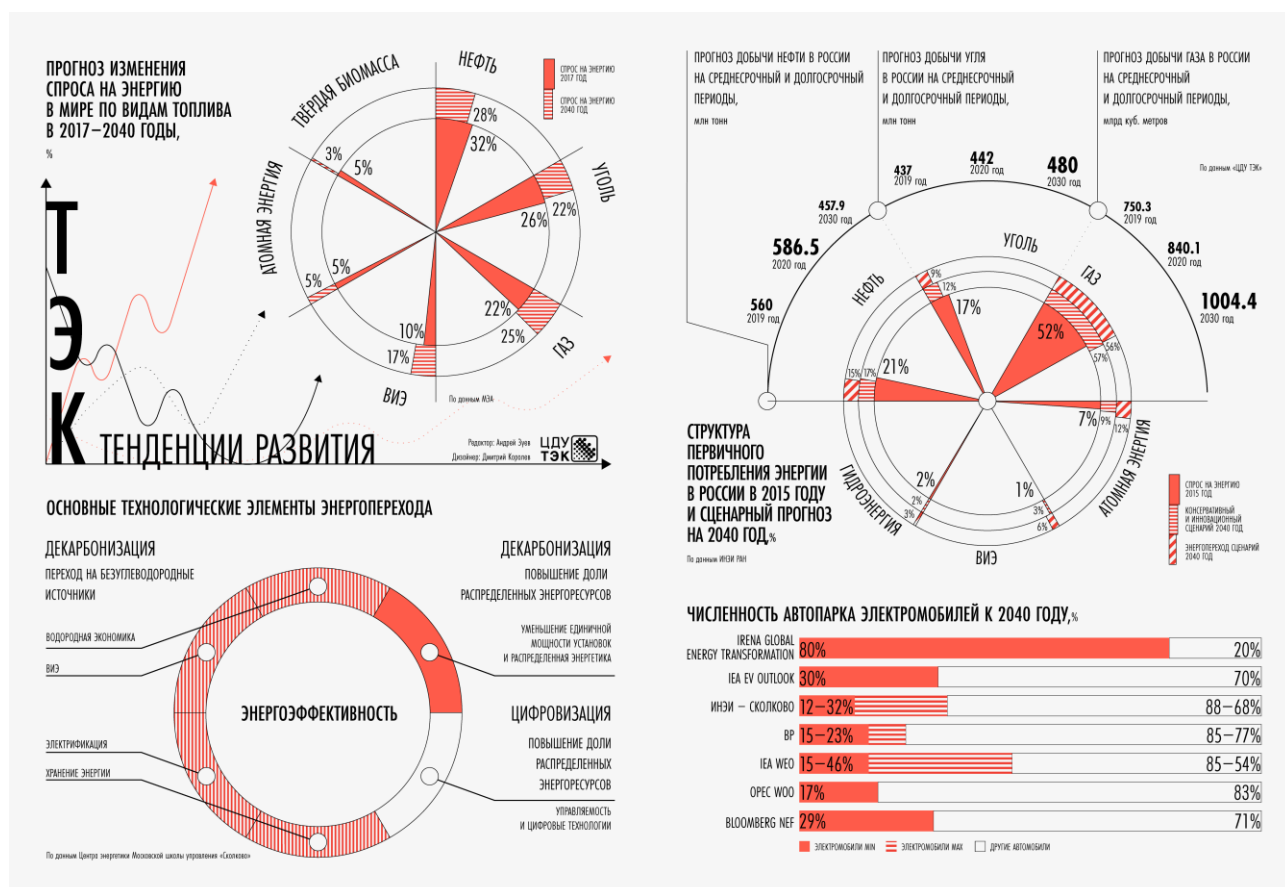 ПРОГНОЗ ИЗМЕНЕНИЯ
СПРОСА НА ЭНЕРГИЮ
В МИРЕ ПО ВИДАМ ТОПЛИВА
В 2017–2040 ГОДЫ,
%
ТВЁРДАЯ БИОМАССА
НЕФТЬ
УГОЛЬ
ГАЗ
ВИЭ
АТОМНАЯ ЭНЕРГИЯ
28%
32%
26%
22%
22%
25%
10%
17%
5%
5%
3%
5%
СПРОС НА ЭНЕРГИЮ
2017 ГОД
СПРОС НА ЭНЕРГИЮ
2040 ГОД
По данным МЭА
ТЭК
ТЕНДЕНЦИИ РАЗВИТИЯ
Редактор: Андрей Зуев
Дизайнер: Дмитрий Королев
ЦДУ
ТЭК
ОСНОВНЫЕ ТЕХНОЛОГИЧЕСКИЕ ЭЛЕМЕНТЫ ЭНЕРГОПЕРЕХОДА
ДЕКАРБОНИЗАЦИЯ
ПЕРЕХОД НА БЕЗУГЛЕВОДОРОДНЫЕ
ИСТОЧНИКИ
ВОДОРОДНАЯ ЭКОНОМИКА
ВИЭ
ЭЛЕКТРИФИКАЦИЯ
ХРАНЕНИЕ ЭНЕРГИИ
ЭНЕРГОЭФФЕКТИВНОСТЬ
ДЕКАРБОНИЗАЦИЯ
ПОВЫШЕНИЕ ДОЛИ
РАСПРЕДЕЛЕННЫХ ЭНЕРГОРЕСУРСОВ
УМЕНЬШЕНИЕ ЕДИНИЧНОЙ
МОЩНОСТИ УСТАНОВОК
И РАСПРЕДЕЛЕННАЯ ЭНЕРГЕТИКА
ЦИФРОВИЗАЦИЯ
ПОВЫШЕНИЕ ДОЛИ
РАСПРЕДЕЛЕННЫХ
ЭНЕРГОРЕСУРСОВ
УПРАВЛЯЕМОСТЬ
И ЦИФРОВЫЕ ТЕХНОЛОГИИ
По данным Центра энергетики Московской школы управления «Сколково»
ПРОГНОЗ ДОБЫЧИ НЕФТИ В РОССИИ
НА СРЕДНЕСРОЧНЫЙ И ДОЛГОСРОЧНЫЙ
ПЕРИОДЫ,
млн тонн
ПРОГНОЗ ДОБЫЧИ УГЛЯ
В РОССИИ НА СРЕДНЕСРОЧНЫЙ
И ДОЛГОСРОЧНЫЙ ПЕРИОДЫ,
млн тонн
ПРОГНОЗ ДОБЫЧИ ГАЗА В РОССИИ
НА СРЕДНЕСРОЧНЫЙ
И ДОЛГОСРОЧНЫЙ ПЕРИОДЫ,
млрд куб. метров
По данным «ЦДУ ТЭК»
560
2019 год
586.5
2020 год
457.9
2030 год
437
2019 год
442
2020 год
480
2030 год
750.3
2019 год
840.1
2020 год
1004.4
2030 год
НЕФТЬ
УГОЛЬ
ГАЗ
АТОМНАЯ ЭНЕРГИЯ
ВИЭ
ГИДРОЭНЕРГИЯ
15%
17%
21%
9%
12%
17%
52%
57%
56%
7%
9%
12%
1%
3%
6%
2%
2%
3%
СТРУКТУРА
ПЕРВИЧНОГО
ПОТРЕБЛЕНИЯ ЭНЕРГИИ
В РОССИИ В 2015 ГОДУ
И СЦЕНАРНЫЙ ПРОГНОЗ
НА 2040 ГОД,%
По данным ИНЭИ РАН
СПРОС НА ЭНЕРГИЮ
2015 ГОД
КОНСЕРВАТИВНЫЙ
И ИННОВАЦИОННЫЙ
СЦЕНАРИЙ 2040 ГОД
ЭНЕРГОПЕРЕХОД СЦЕНАРИЙ
2040 ГОД
ЧИСЛЕННОСТЬ АВТОПАРКА ЭЛЕКТРОМОБИЛЕЙ К 2040 ГОДУ,%
IRENA GLOBAL
ENERGY TRANSFORMATION 80% 20%
IEA EV OUTLOOK 30% 70%
ИНЭИ – СКОЛКОВО 12–32% 88–68%
BP 15–23% 85–77%
IEA WEO 15–46% 85–54%
OPEC WOO 17% 83%
BLOOMBERG NEF 29% 71%
ЭЛЕКТРОМОБИЛИ MIN ЭЛЕКТРОМОБИЛИ MAX ДРУГИЕ АВТОМОБИЛИ